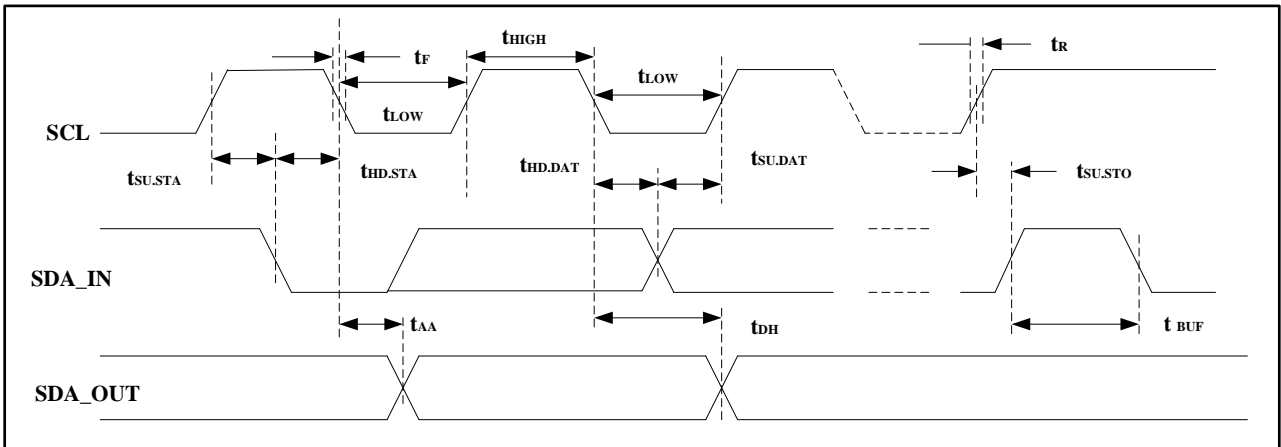 tHIGH
tF
tR
tLOW
tLOW
SCL
tSU.STA
tHD.STA
tHD.DAT
tSU.DAT
tSU.STO
SDA_IN
tAA
tDH
t BUF
SDA_OUT